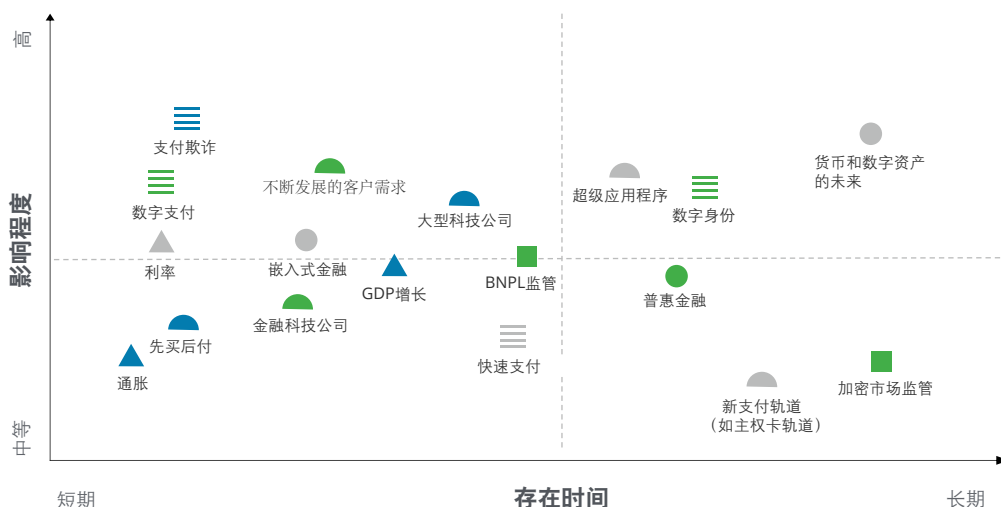 高
支付欺诈
数字支付
不断发展的客户需求
大型科技公司
超级应用程序
数字身份
货币和数字资产
的未来
影响程度
利率
嵌入式金融
GDP增长
BNPL监管
普惠金融
金融科技公司
先买后付
通胀
快速支付
新支付轨道
（如主权卡轨道）
加密市场监管
中等
短期
存在时间
长期